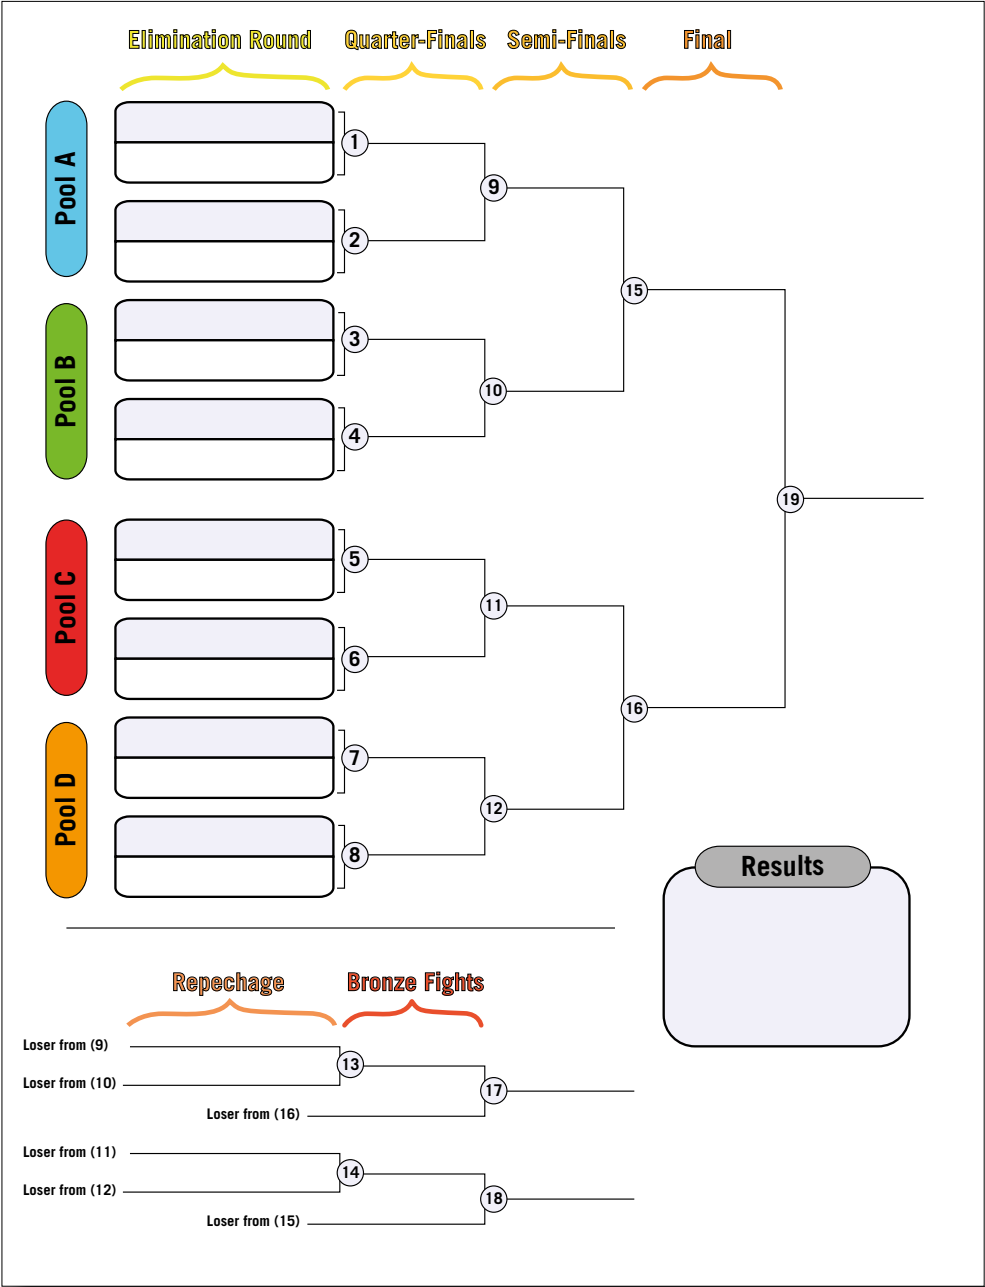 Elimination Round Quarter-Finals Semi-Finals Final
Pool A
1
2
9
Pool B
3
4
10
15
Pool C
5
6
11
Pool D
7
8
12
16
19
Results
Repechage Bronze Fights
Loser from (9)
13
Loser from (10)
17
Loser from (16)
Loser from (11)
14
Loser from (12)
18
Loser from (15)